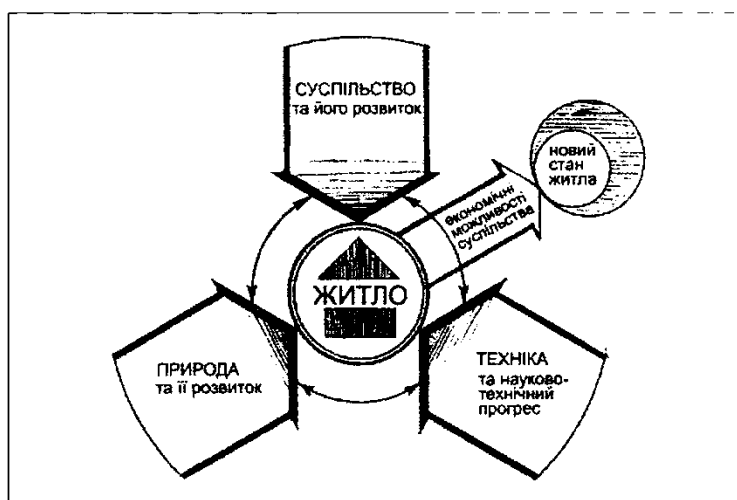 СУСПІЛЬСТВО
та його розвиток
НОВИЙ
СТАН
ЖИТЛА
економічні
можливості
суспільства
ЖИТЛО
ПРИРОДА
та її розвиток
ТЕХНІКА
та науково-
технічний
прогрес